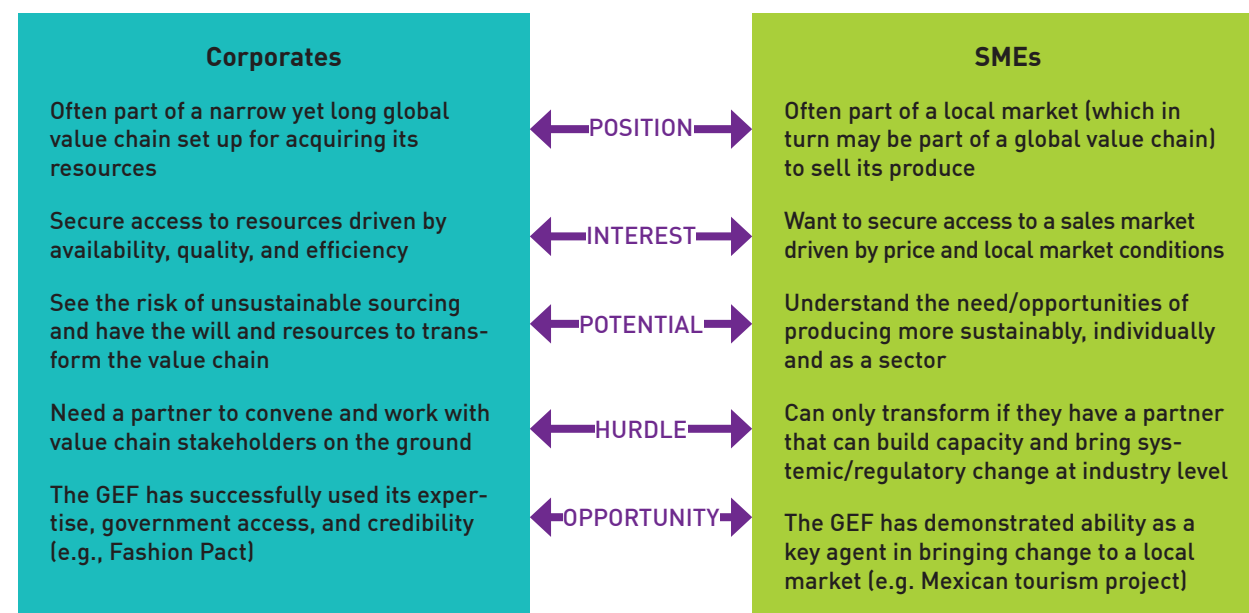 Corporates
Often part of a narrow yet long global
value chain set up for acquiring its
resources
Secure access to resources driven by
availability, quality, and efficiency
See the risk of unsustainable sourcing
and have the will and resources to trans-
form the value chain
Need a partner to convene and work with
value chain stakeholders on the ground
The GEF has successfully used its exper-
tise, government access, and credibility
(e.g., Fashion Pact)
POSITION
INTEREST
POTENTIAL
HURDLE
OPPORTUNITY
SMEs
Often part of a local market (which in
turn may be part of a global value chain)
to sell its produce
Want to secure access to a sales market
driven by price and local market conditions
Understand the need/opportunities of
producing more sustainably, individually
and as a sector
Can only transform if they have a partner
that can build capacity and bring sys-
temic/regulatory change at industry level
The GEF has demonstrated ability as a
key agent in bringing change to a local
market (e.g. Mexican tourism project)